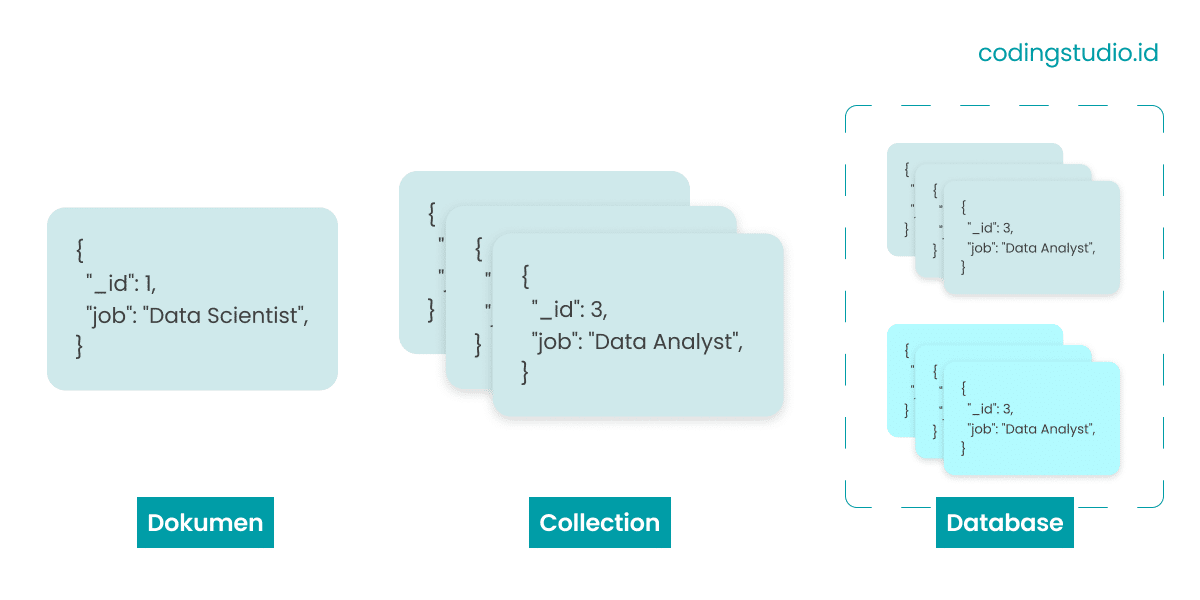 codingstudio.id
{
"_id": 1,
"job": "Data Scientist",
}
{
"
"
}
{
"
"
}
{
"_id": 3,
"job": "Data Analyst",
}
{
"
"
}
{
"
"
}
{
"_id": 3,
"job": "Data Analyst",
}
{
"
"
}
{
"
"
}
{
"_id": 3,
"job": "Data Analyst",
}
Dokumen
Collection
Database